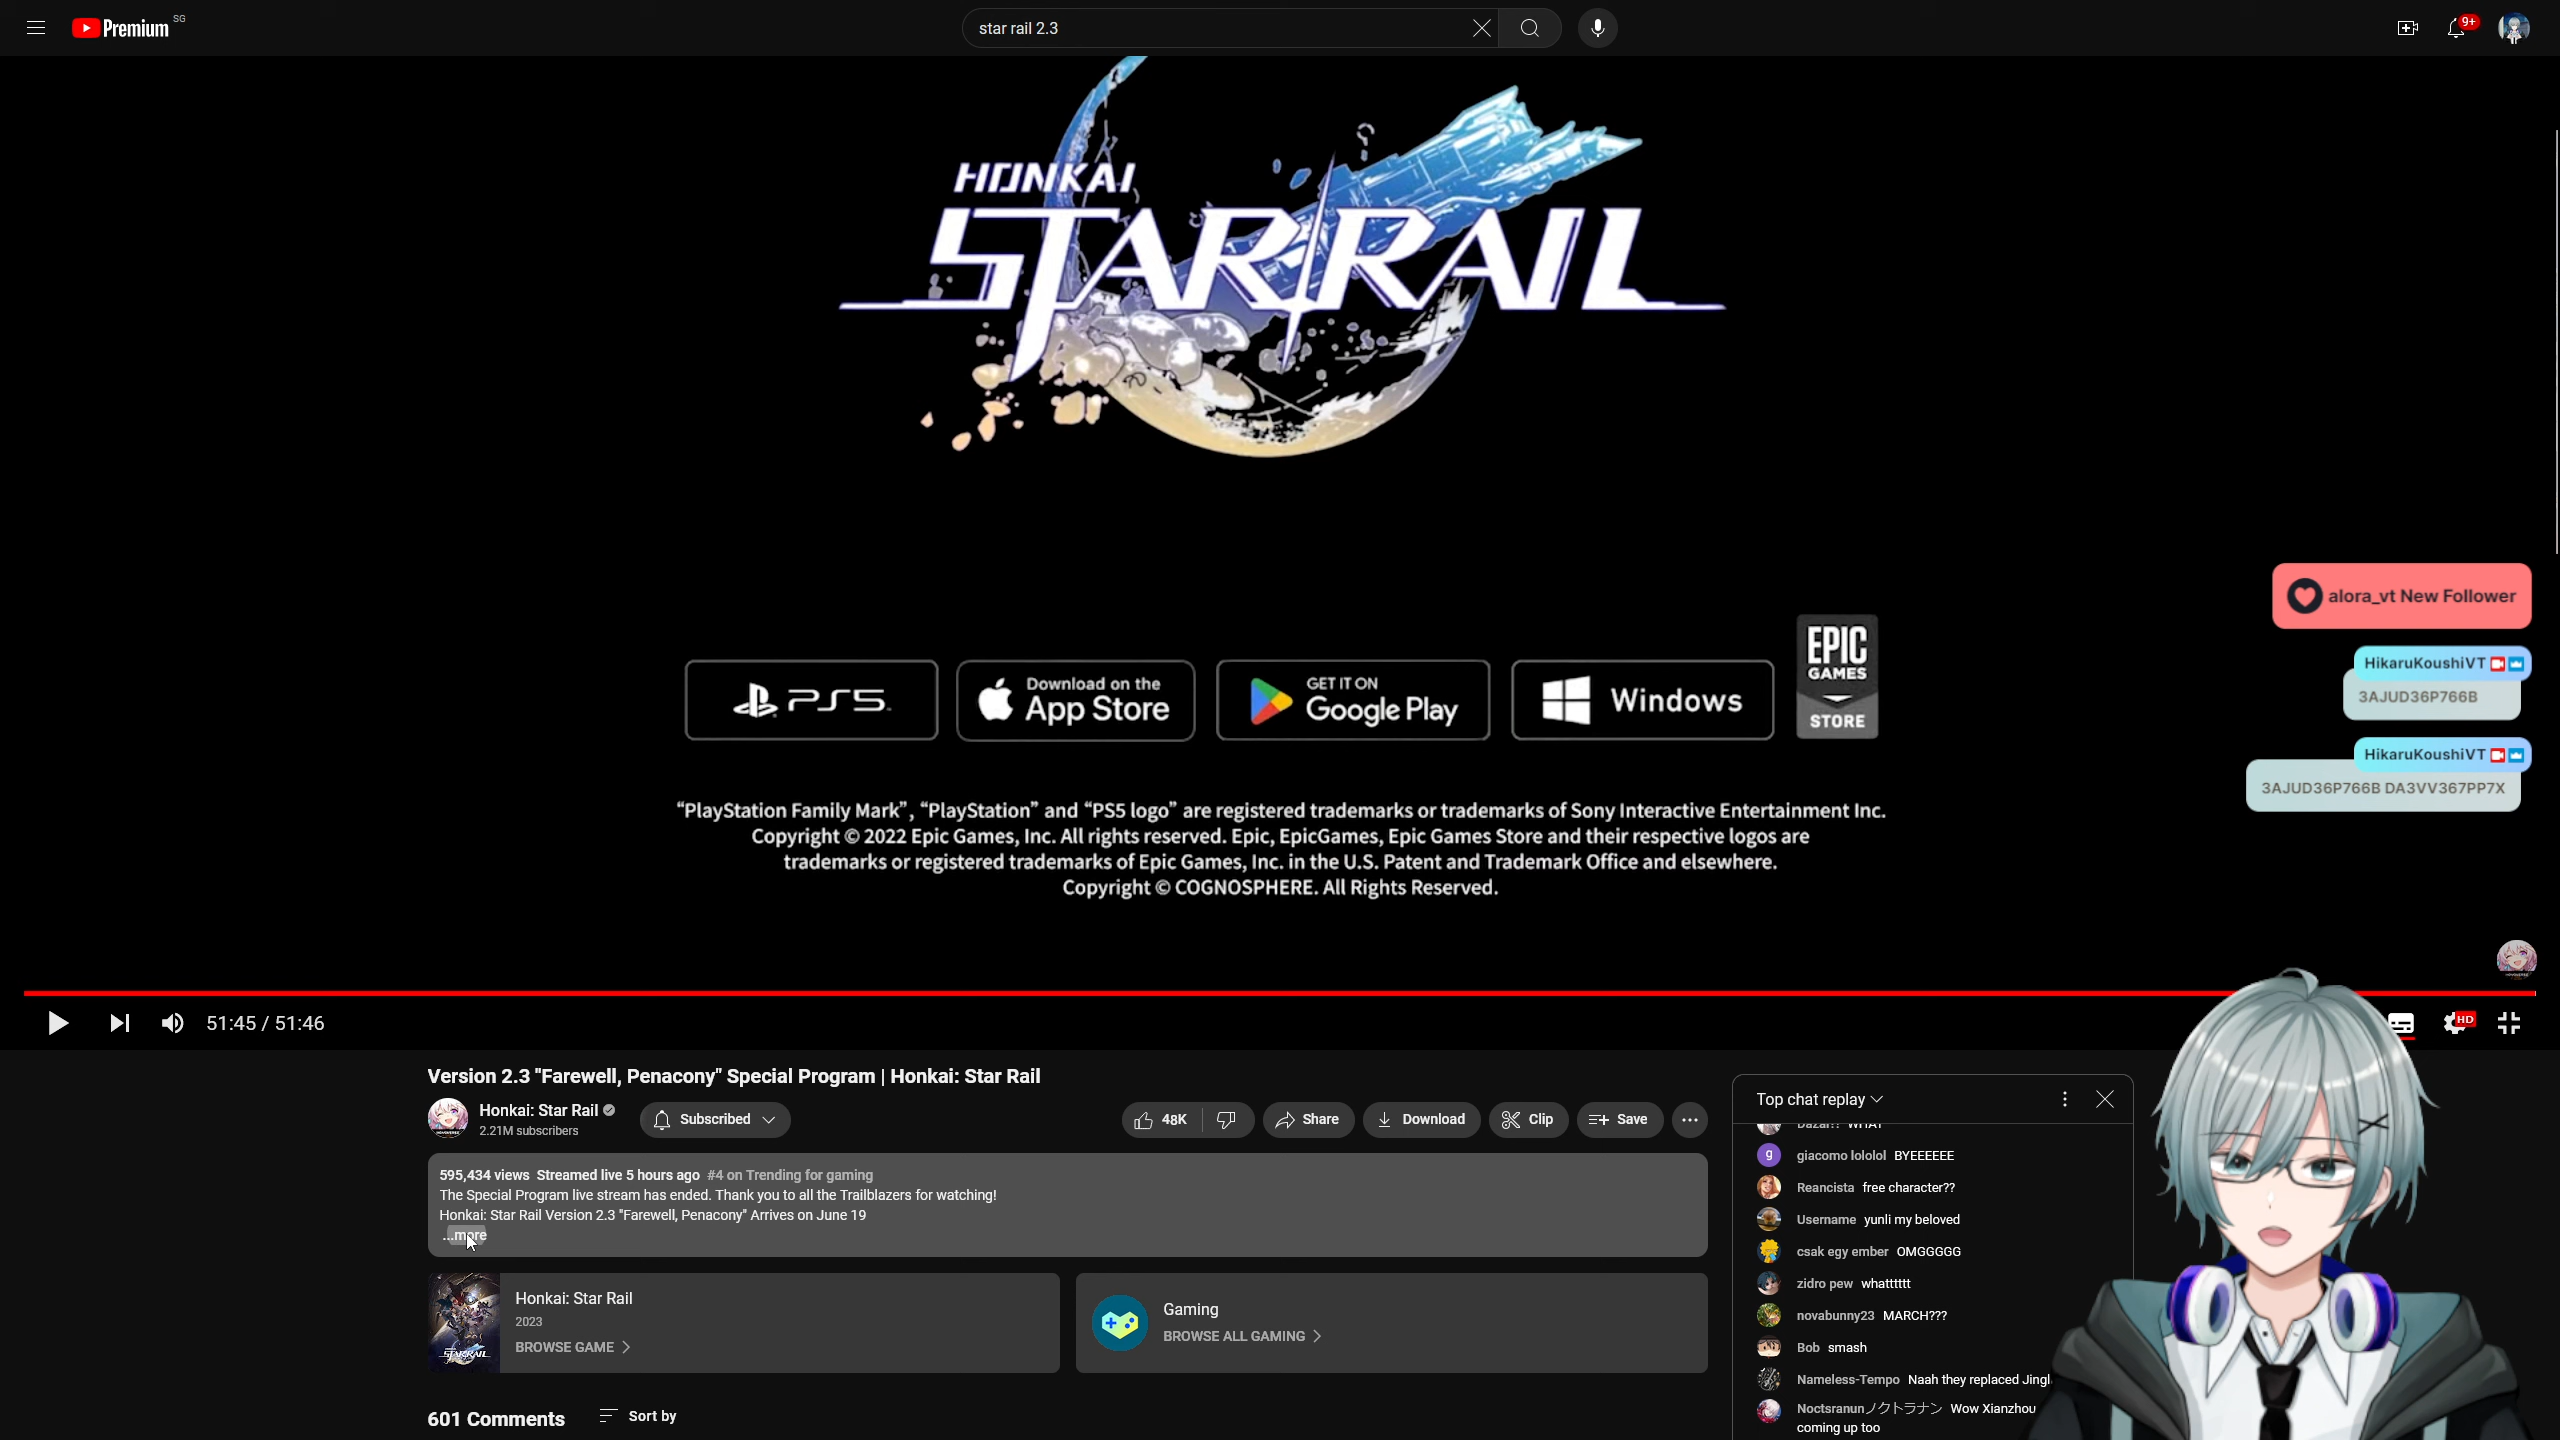 Premium SG
star rail 2.3
9+
HONKAI
STAR RAIL
alora_vt New Follower
HikaruKoushiVT
3AJUD36P766B
HikaruKoushiVT
3AJUD36P766B DA3VV367PP7X
PS5
Download on the
App Store
GET IT ON
Google Play
Windows
EPIC
GAMES
STORE
“PlayStation Family Mark”, “PlayStation” and “PS5 logo” are registered trademarks or trademarks of Sony Interactive Entertainment Inc.
Copyright © 2022 Epic Games, Inc. All rights reserved. Epic, EpicGames, Epic Games Store and their respective logos are
trademarks or registered trademarks of Epic Games, Inc. in the U.S. Patent and Trademark Office and elsewhere.
Copyright © COGNOSPHERE. All Rights Reserved.
51:45 / 51:46
HD
Version 2.3 "Farewell, Penacony" Special Program | Honkai: Star Rail
Honkai: Star Rail
2.21M subscribers
Subscribed
48K
Share
Download
Clip
Save
595,434 views Streamed live 5 hours ago #4 on Trending for gaming
The Special Program live stream has ended. Thank you to all the Trailblazers for watching!
Honkai: Star Rail Version 2.3 "Farewell, Penacony" Arrives on June 19
...more
Honkai: Star Rail
2023
BROWSE GAME
STAR RAIL
Gaming
BROWSE ALL GAMING
601 Comments
Sort by
Top chat replay
WHAT
g giacomo lololol BYEEEEEE
Reancista free character??
Username yunli my beloved
csak egy ember OMGGGGG
zidro pew whatttttt
novabunny23 MARCH???
Bob smash
Nameless-Tempo Naah they replaced Jingl
Noctsranunノクトラナン Wow Xianzhou
coming up too